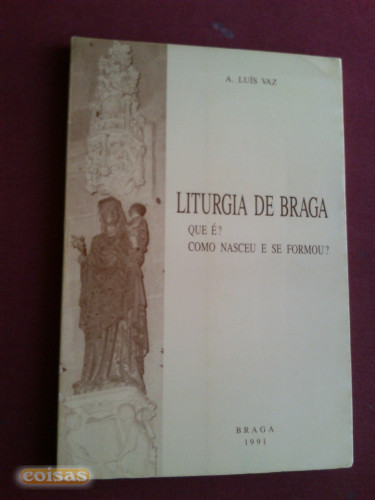 A. LUÍS VAZ
LITURGIA DE BRAGA
QUE É?
COMO NASCEU E SE FORMOU?
BRAGA
1991
coisas